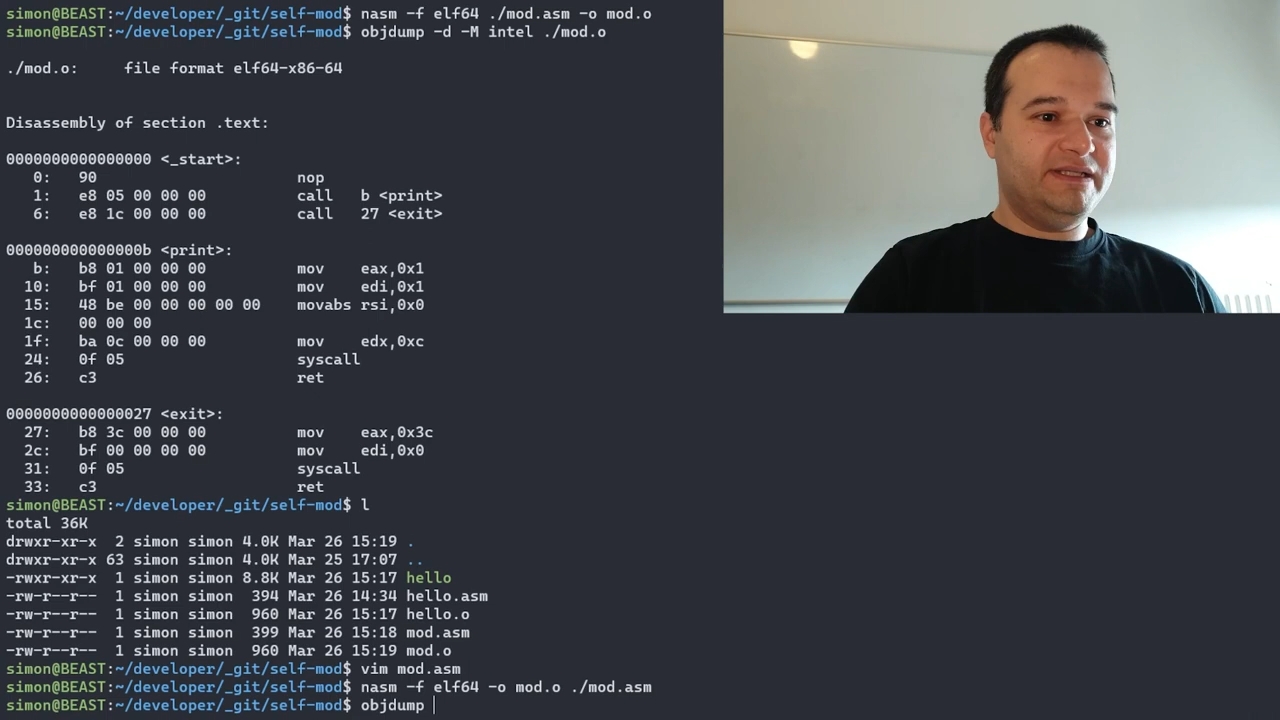 simon@BEAST:~/developer/_git/self-mod$ nasm -f elf64 ./mod.asm -o mod.o
simon@BEAST:~/developer/_git/self-mod$ objdump -d -M intel ./mod.o
./mod.o:     file format elf64-x86-64
Disassembly of section .text:
0000000000000000 <_start>:
   0:   90                      nop
   1:   e8 05 00 00 00          call   b <print>
   6:   e8 1c 00 00 00          call   27 <exit>
000000000000000b <print>:
   b:   b8 01 00 00 00          mov    eax,0x1
  10:   bf 01 00 00 00          mov    edi,0x1
  15:   48 be 00 00 00 00 00    movabs rsi,0x0
  1c:   00 00 00
  1f:   ba 0c 00 00 00          mov    edx,0xc
  24:   0f 05                   syscall
  26:   c3                      ret
0000000000000027 <exit>:
  27:   b8 3c 00 00 00          mov    eax,0x3c
  2c:   bf 00 00 00 00          mov    edi,0x0
  31:   0f 05                   syscall
  33:   c3                      ret
simon@BEAST:~/developer/_git/self-mod$ l
total 36K
drwxr-xr-x  2 simon simon 4.0K Mar 26 15:19 .
drwxr-xr-x 63 simon simon 4.0K Mar 25 17:07 ..
-rwxr-xr-x  1 simon simon 8.8K Mar 26 15:17 hello
-rw-r--r--  1 simon simon  394 Mar 26 14:34 hello.asm
-rw-r--r--  1 simon simon  960 Mar 26 15:17 hello.o
-rw-r--r--  1 simon simon  399 Mar 26 15:18 mod.asm
-rw-r--r--  1 simon simon  960 Mar 26 15:19 mod.o
simon@BEAST:~/developer/_git/self-mod$ vim mod.asm
simon@BEAST:~/developer/_git/self-mod$ nasm -f elf64 -o mod.o ./mod.asm
simon@BEAST:~/developer/_git/self-mod$ objdump